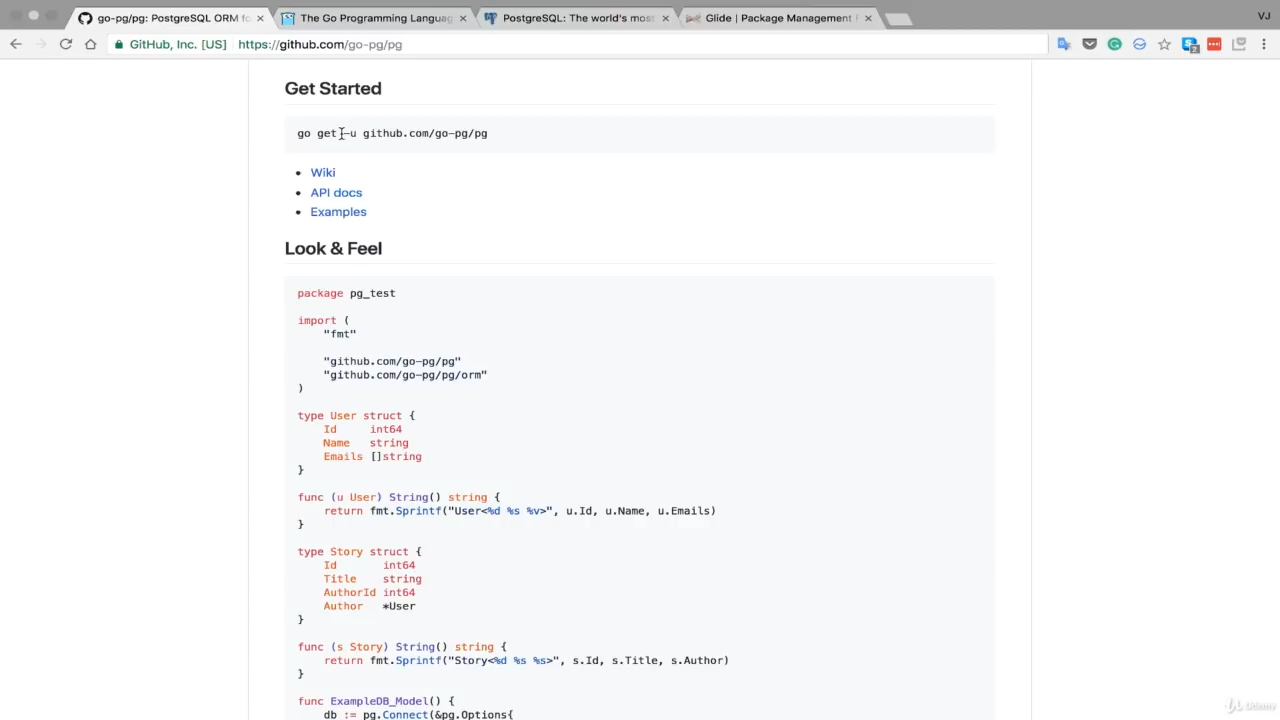 go-pg/pg: PostgreSQL ORM fo
The Go Programming Languag
PostgreSQL: The world's most
Glide | Package Management F
VJ
GitHub, Inc. [US]
https://github.com/go-pg/pg
2
Get Started
go get -u github.com/go-pg/pg
Wiki
API docs
Examples
Look & Feel
package pg_test
import (
"fmt"
"github.com/go-pg/pg"
"github.com/go-pg/pg/orm"
)
type User struct {
Id int64
Name string
Emails []string
}
func (u User) String() string {
return fmt.Sprintf("User<%d %s %v>", u.Id, u.Name, u.Emails)
}
type Story struct {
Id int64
Title string
AuthorId int64
Author *User
}
func (s Story) String() string {
return fmt.Sprintf("Story<%d %s %s>", s.Id, s.Title, s.Author)
}
func ExampleDB_Model() {
db := pg.Connect(&pg.Options{
Udemy